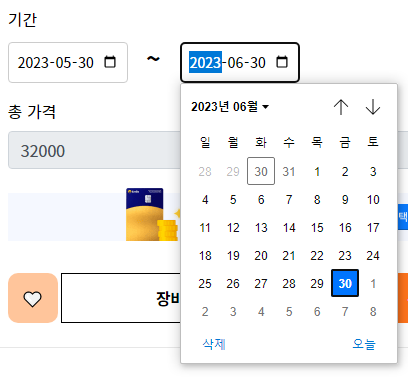 기간
2023-05-30 ~ 2023-06-30
2023년 06월
일 월 화 수 목 금 토
28 29 30 31 1 2 3
4 5 6 7 8 9 10
11 12 13 14 15 16 17
18 19 20 21 22 23 24
25 26 27 28 29 30 1
2 3 4 5 6 7 8
삭제 오늘
총 가격
32000
택
장비